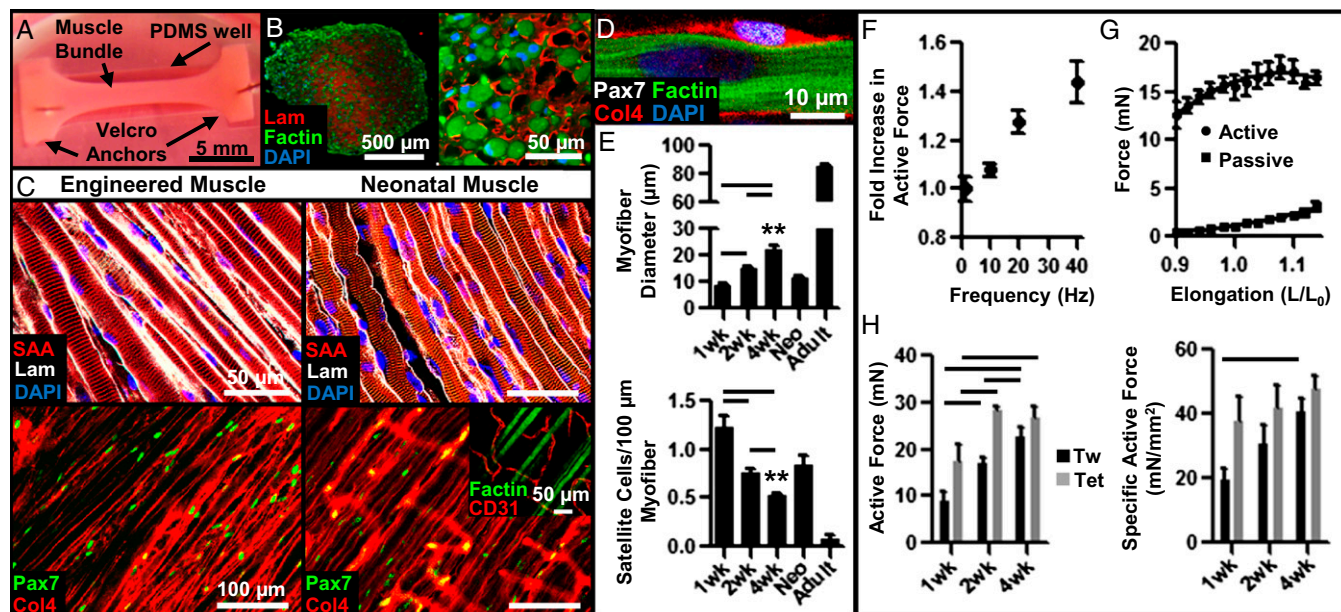 A
Muscle
Bundle
PDMS well
Velcro
Anchors
5 mm
B
Lam
Factin
DAPI
500 µm
50 µm
C
Engineered Muscle
Neonatal Muscle
SAA
Lam
DAPI
50 µm
SAA
Lam
DAPI
Pax7
Col4
100 µm
Pax7
Col4
Factin
CD31
50 µm
D
Pax7 Factin
Col4 DAPI
10 µm
E
Myofiber
Diameter (µm)
100
80
60
30
20
10
0
**
1wk
2wk
4wk
Neo
Adult
Satellite Cells/100 µm
Myofiber
1.5
1.0
0.5
0.0
**
1wk
2wk
4wk
Neo
Adult
F
Fold Increase in
Active Force
1.6
1.4
1.2
1.0
0.8
0 10 20 30 40
Frequency (Hz)
G
Force (mN)
20
15
10
5
0
Active
Passive
0.9 1.0 1.1
Elongation (L/L0)
H
Active Force (mN)
40
30
20
10
0
1wk
2wk
4wk
Tw
Tet
Specific Active Force
(mN/mm²)
60
40
20
0
1wk
2wk
4wk